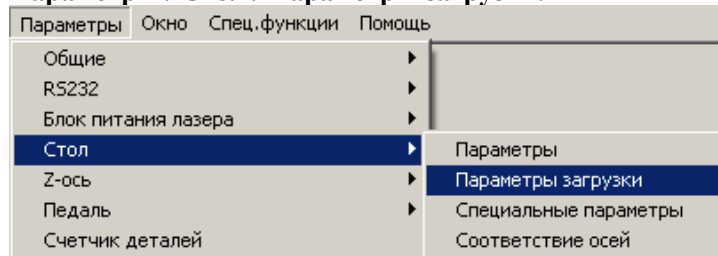 Параметры Окно Спец.функции Помощь
Общие
RS232
Блок питания лазера
Стол
Z-ось
Педаль
Счетчик деталей
Параметры
Параметры загрузки
Специальные параметры
Соответствие осей